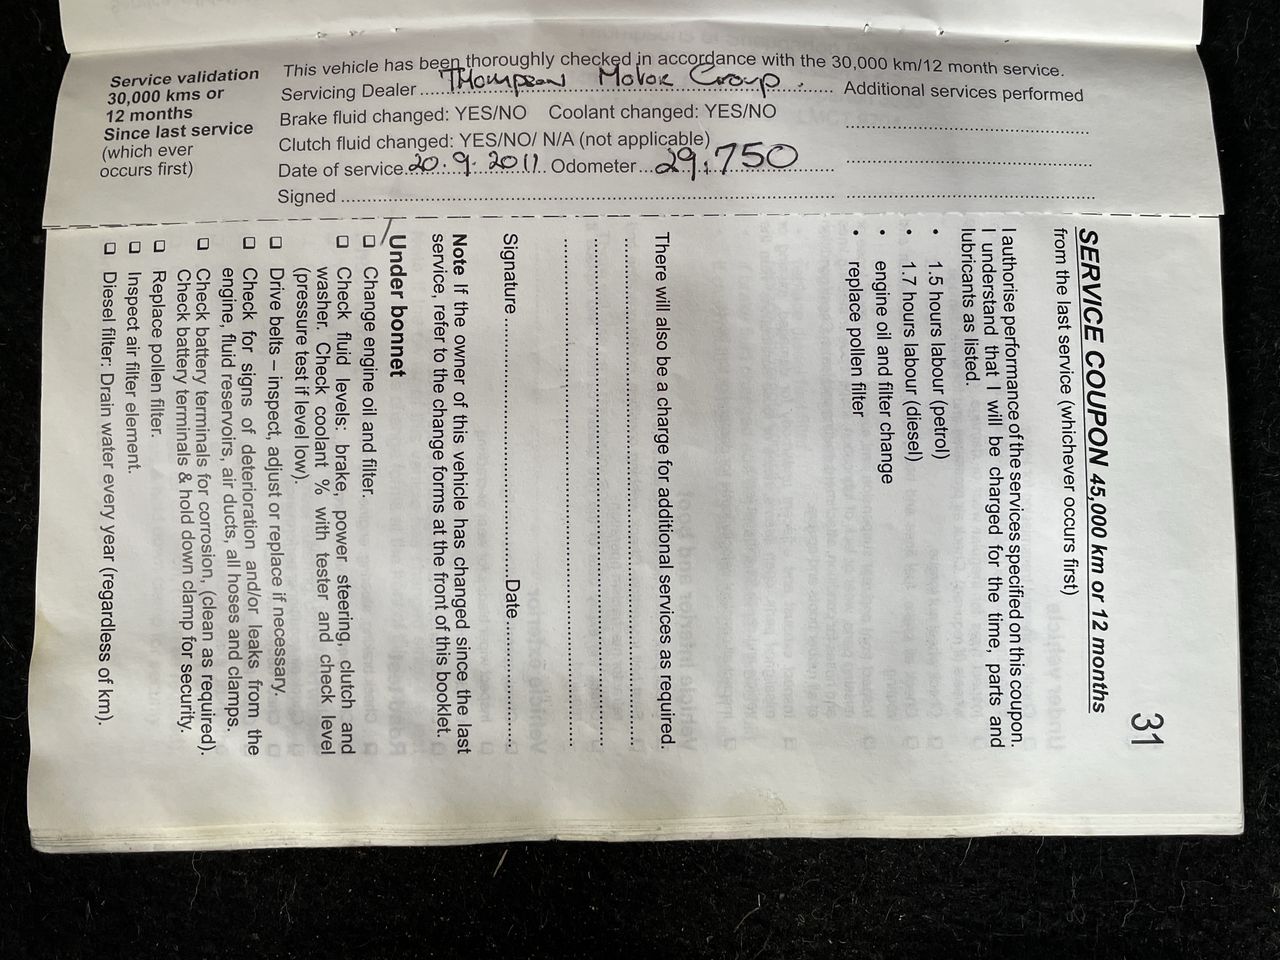 Service validation
30,000 kms or
12 months
Since last service
(which ever
occurs first)
This vehicle has been thoroughly checked in accordance with the 30,000 km/12 month service.
Servicing Dealer ... Thompson Motor Group. ... Additional services performed
Brake fluid changed: YES/NO Coolant changed: YES/NO
Clutch fluid changed: YES/NO/ N/A (not applicable)
Date of service 20.9.2011 Odometer ... 29,750
Signed
31
SERVICE COUPON 45,000 km or 12 months
from the last service (whichever occurs first)
I authorise performance of the services specified on this coupon.
I understand that I will be charged for the time, parts and
lubricants as listed.
• 1.5 hours labour (petrol)
• 1.7 hours labour (diesel)
• engine oil and filter change
• replace pollen filter
There will also be a charge for additional services as required.
Signature ... Date ...
Note If the owner of this vehicle has changed since the last
service, refer to the change forms at the front of this booklet.
Under bonnet
☐ Change engine oil and filter.
☐ Check fluid levels: brake, power steering, clutch and
washer. Check coolant % with tester and check level
(pressure test if level low).
☐ Drive belts – inspect, adjust or replace if necessary.
☐ Check for signs of deterioration and/or leaks from the
engine, fluid reservoirs, air ducts, all hoses and clamps.
☐ Check battery terminals for corrosion, (clean as required).
Check battery terminals & hold down clamp for security.
☐ Replace pollen filter.
☐ Inspect air filter element.
☐ Diesel filter: Drain water every year (regardless of km).